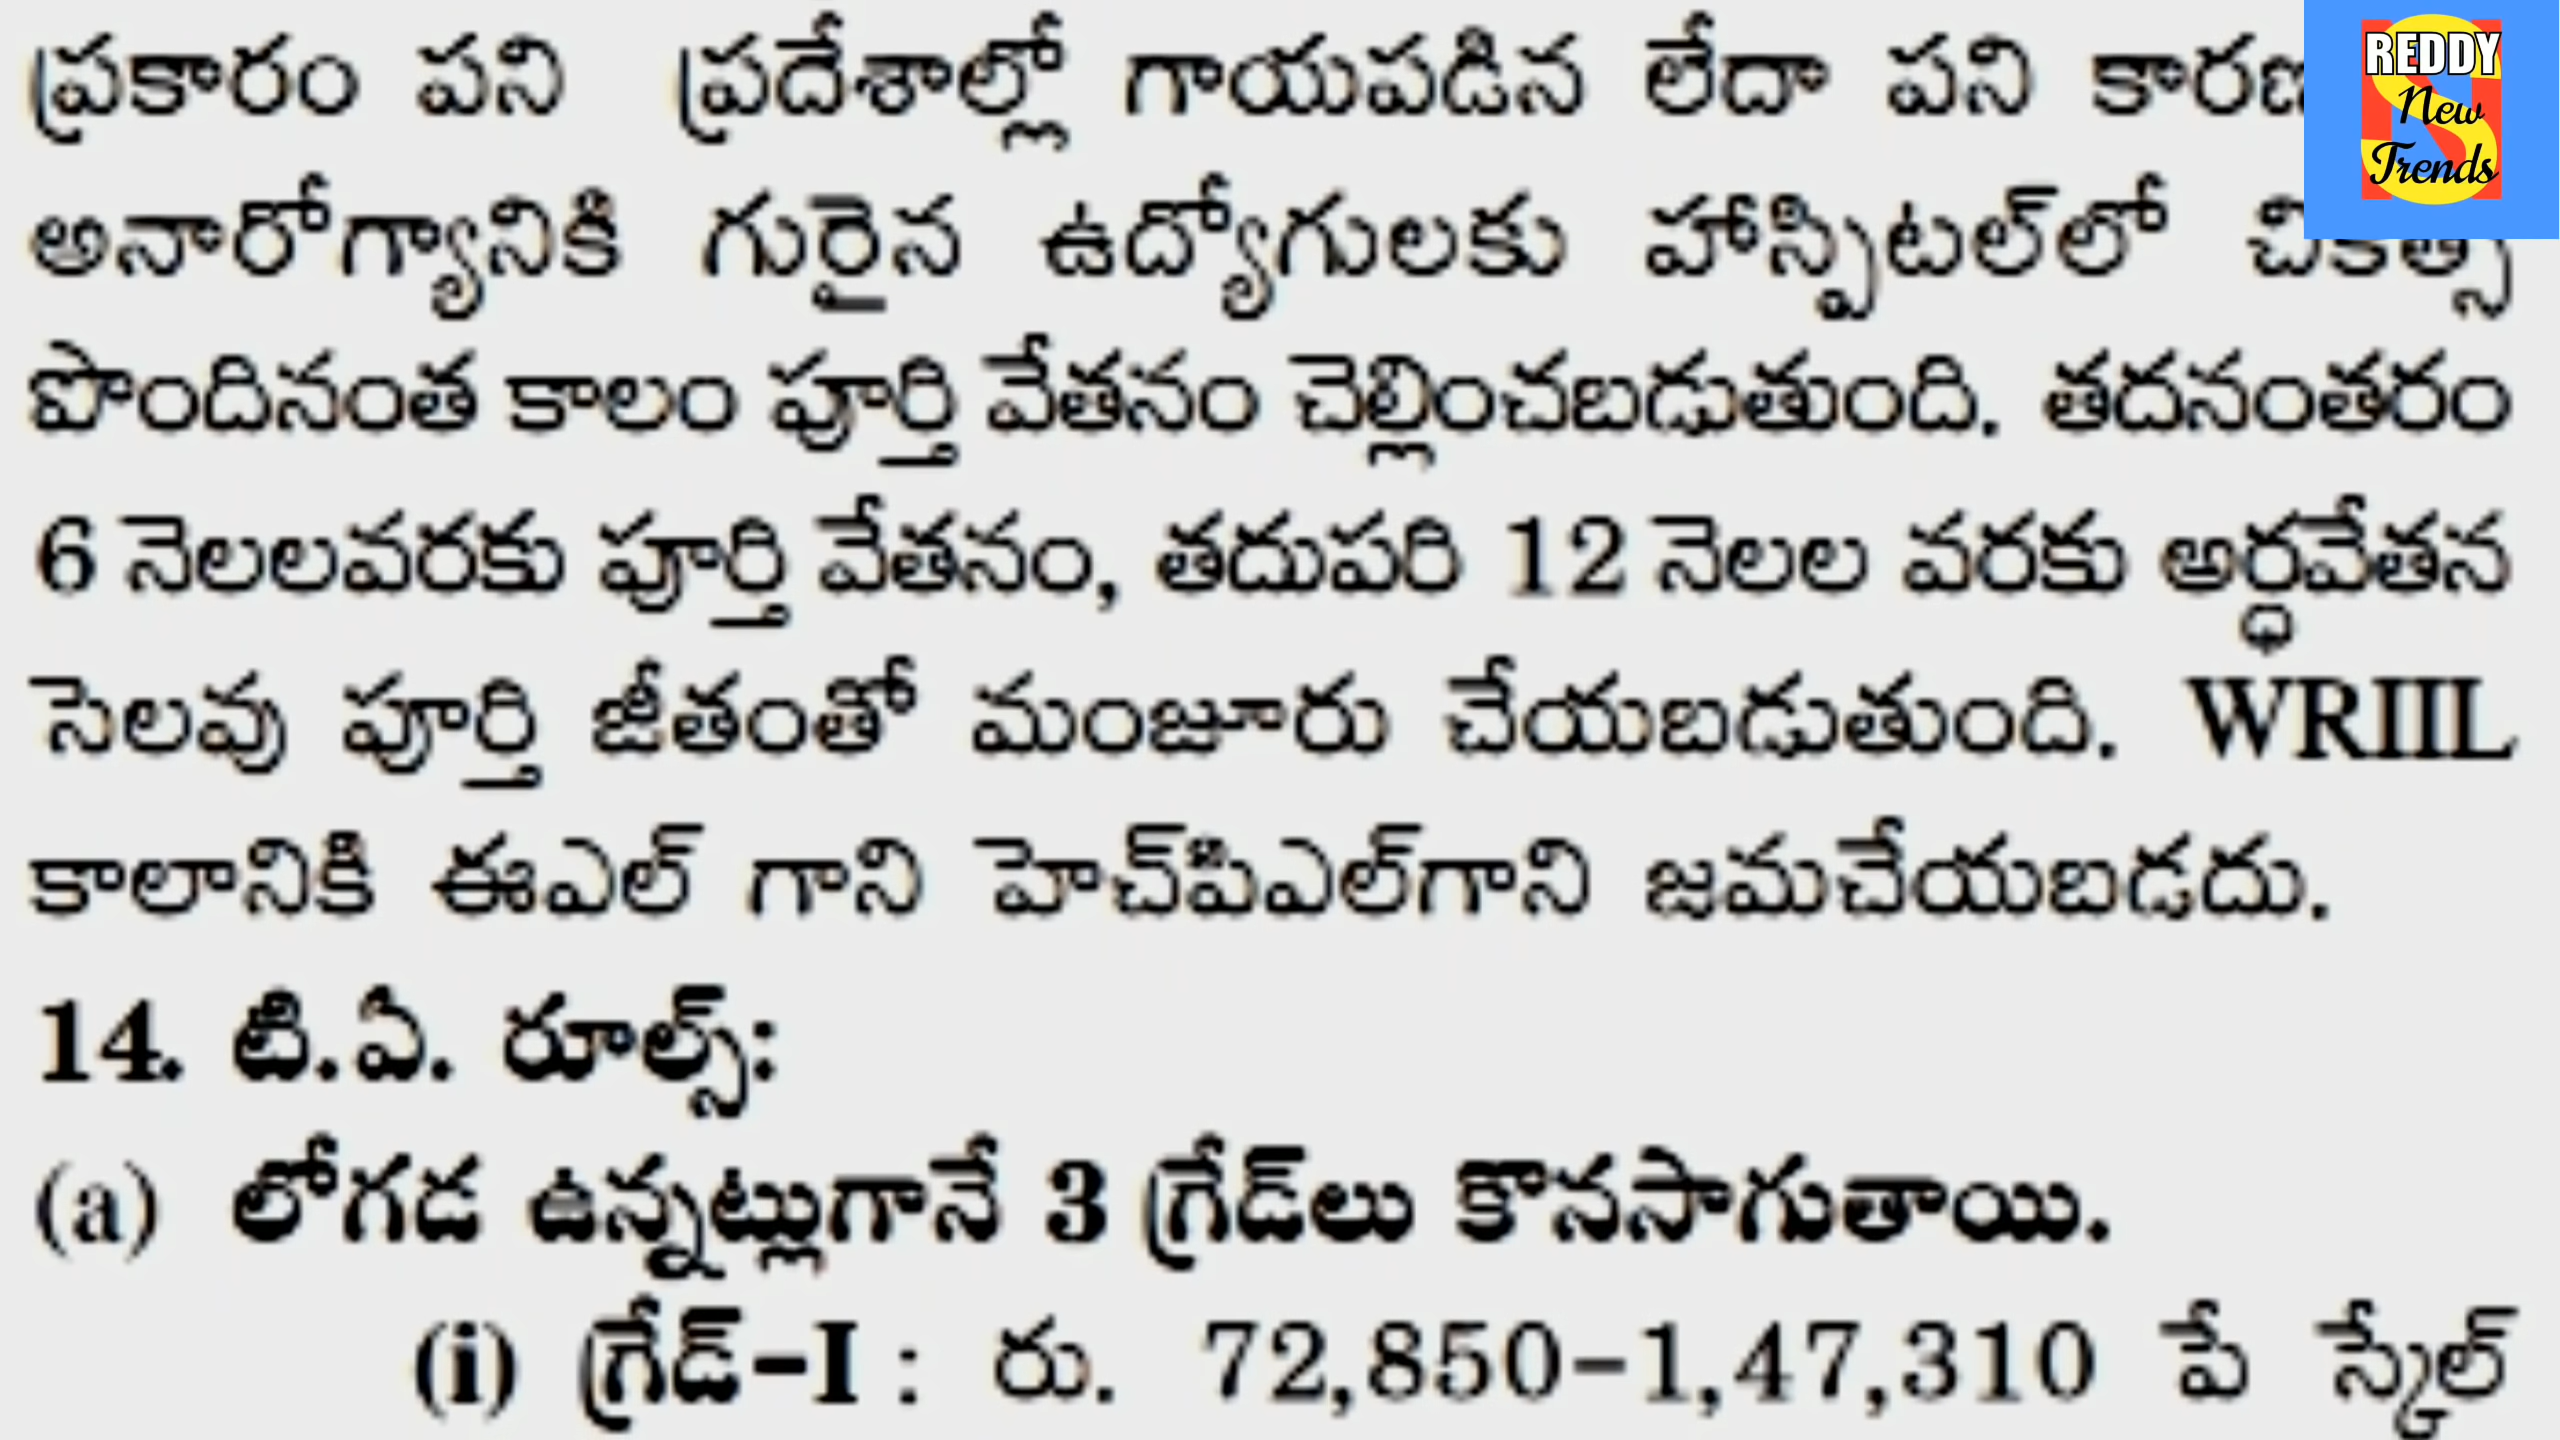 ప్రకారం పని ప్రదేశాల్లో గాయపడిన లేదా పని
అనారోగ్యానికి గురైన ఉద్యోగులకు హాస్పిటల్‌లో చికిత్స
పొందినంత కాలం పూర్తి వేతనం చెల్లించబడుతుంది. తదనంతరం
6 నెలలవరకు పూర్తి వేతనం, తదుపరి 12 నెలల వరకు అర్ధవేతన
సెలవు పూర్తి జీతంతో మంజూరు చేయబడుతుంది. WRIIL
కాలానికి ఈఎల్ గాని హెచ్‌పిఎల్‌గాని జమచేయబడదు.
14. టి.ఏ. రూల్స్:
(a) లోగడ ఉన్నట్లుగానే 3 గ్రేడ్‌లు కొనసాగుతాయి.
(i) గ్రేడ్-I : రు. 72,850-1,47,310 పే స్కేల్
REDDY
New
Trends